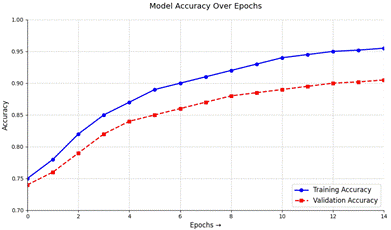 Model Accuracy Over Epochs
1.00
0.95
0.90
0.85
0.80
0.75
0.70
Accuracy
0 2 4 6 8 10 12 14
Epochs →
Training Accuracy
Validation Accuracy